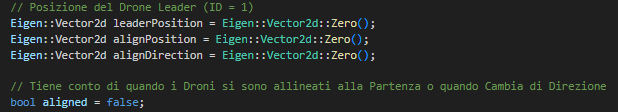 // Posizione del Drone Leader (ID = 1)
Eigen::Vector2d leaderPosition = Eigen::Vector2d::Zero();
Eigen::Vector2d alignPosition = Eigen::Vector2d::Zero();
Eigen::Vector2d alignDirection = Eigen::Vector2d::Zero();
// Tiene conto di quando i Droni si sono allineati alla Partenza o quando Cambia di Direzione
bool aligned = false;